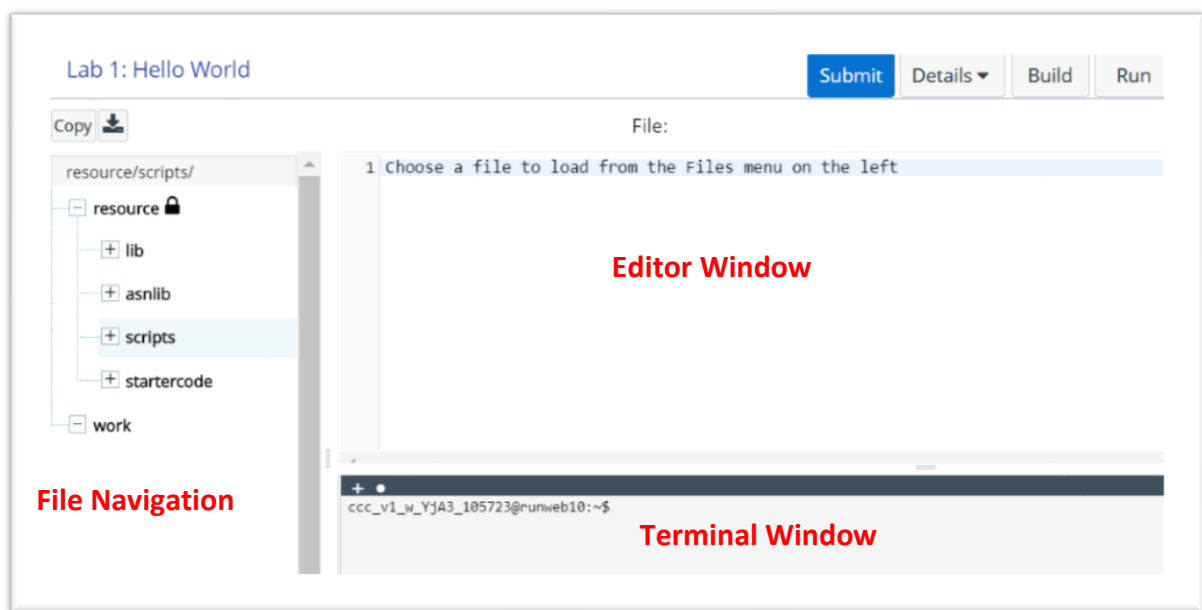 Lab 1: Hello World
Submit Details Build Run
Copy
File:
resource/scripts/
1 Choose a file to load from the Files menu on the left
resource
lib
asnlib
scripts
startercode
work
Editor Window
File Navigation
ccc_v1_w_YjA3_105723@runweb10:~$
Terminal Window